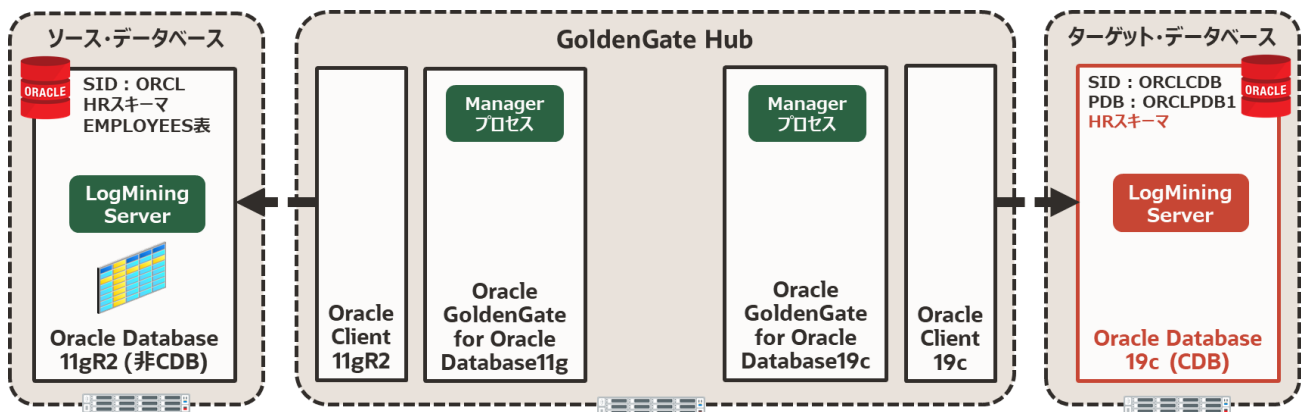 ソース・データベース
ORACLE
SID : ORCL
HRスキーマ
EMPLOYEES表
LogMining
Server
Oracle Database
11gR2 (非CDB)
GoldenGate Hub
Oracle
Client
11gR2
Manager
プロセス
Oracle
GoldenGate
for Oracle
Database11g
Manager
プロセス
Oracle
GoldenGate
for Oracle
Database19c
Oracle
Client
19c
ターゲット・データベース
SID : ORCLCDB
PDB : ORCLPDB1
HRスキーマ
ORACLE
LogMining
Server
Oracle Database
19c (CDB)